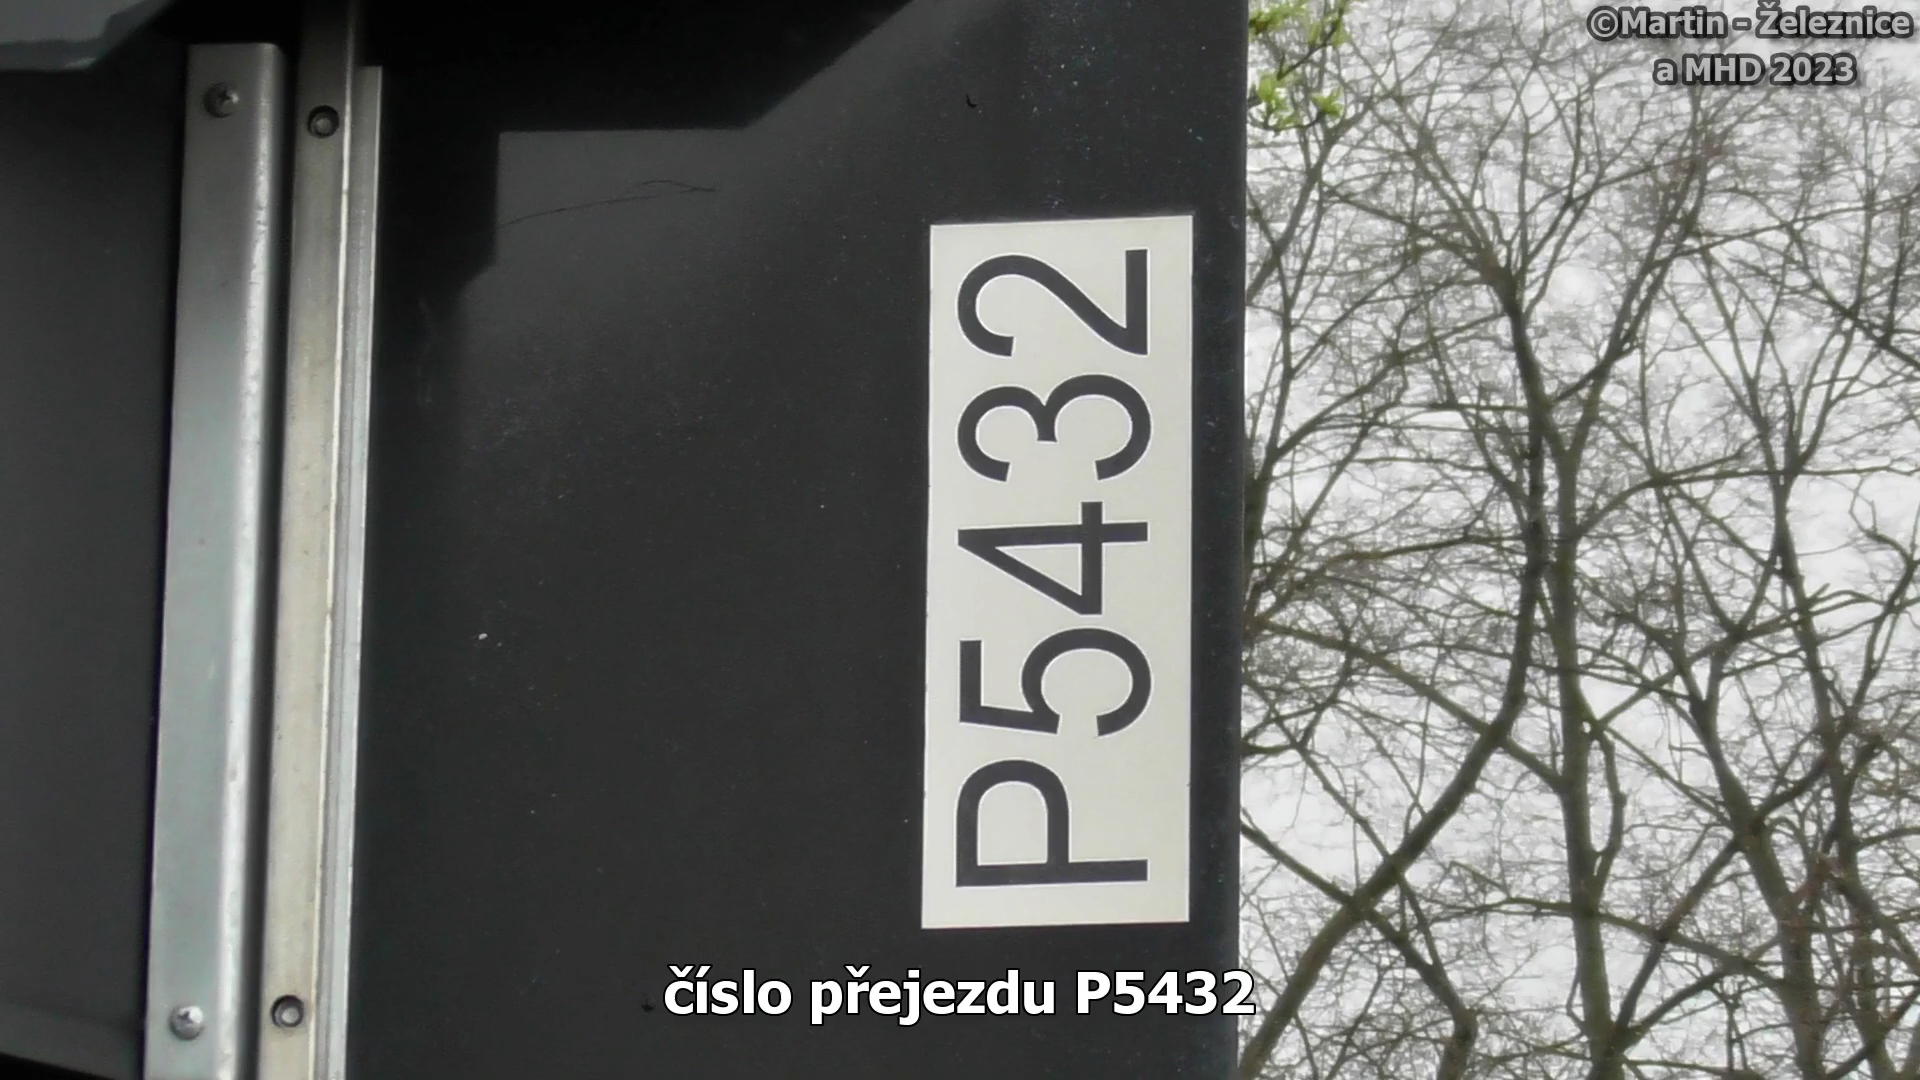 ©Martin - Železnice
a MHD 2023
P5432
číslo přejezdu P5432